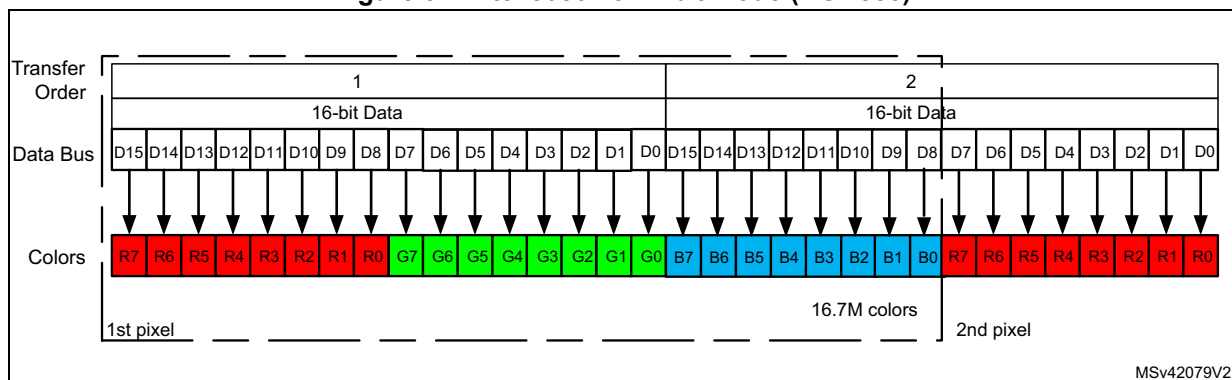 Transfer Order 1 2
16-bit Data 16-bit Data
Data Bus D15 D14 D13 D12 D11 D10 D9 D8 D7 D6 D5 D4 D3 D2 D1 D0 D15 D14 D13 D12 D11 D10 D9 D8 D7 D6 D5 D4 D3 D2 D1 D0
Colors R7 R6 R5 R4 R3 R2 R1 R0 G7 G6 G5 G4 G3 G2 G1 G0 B7 B6 B5 B4 B3 B2 B1 B0 R7 R6 R5 R4 R3 R2 R1 R0
16.7M colors
1st pixel 2nd pixel
MSv42079V2